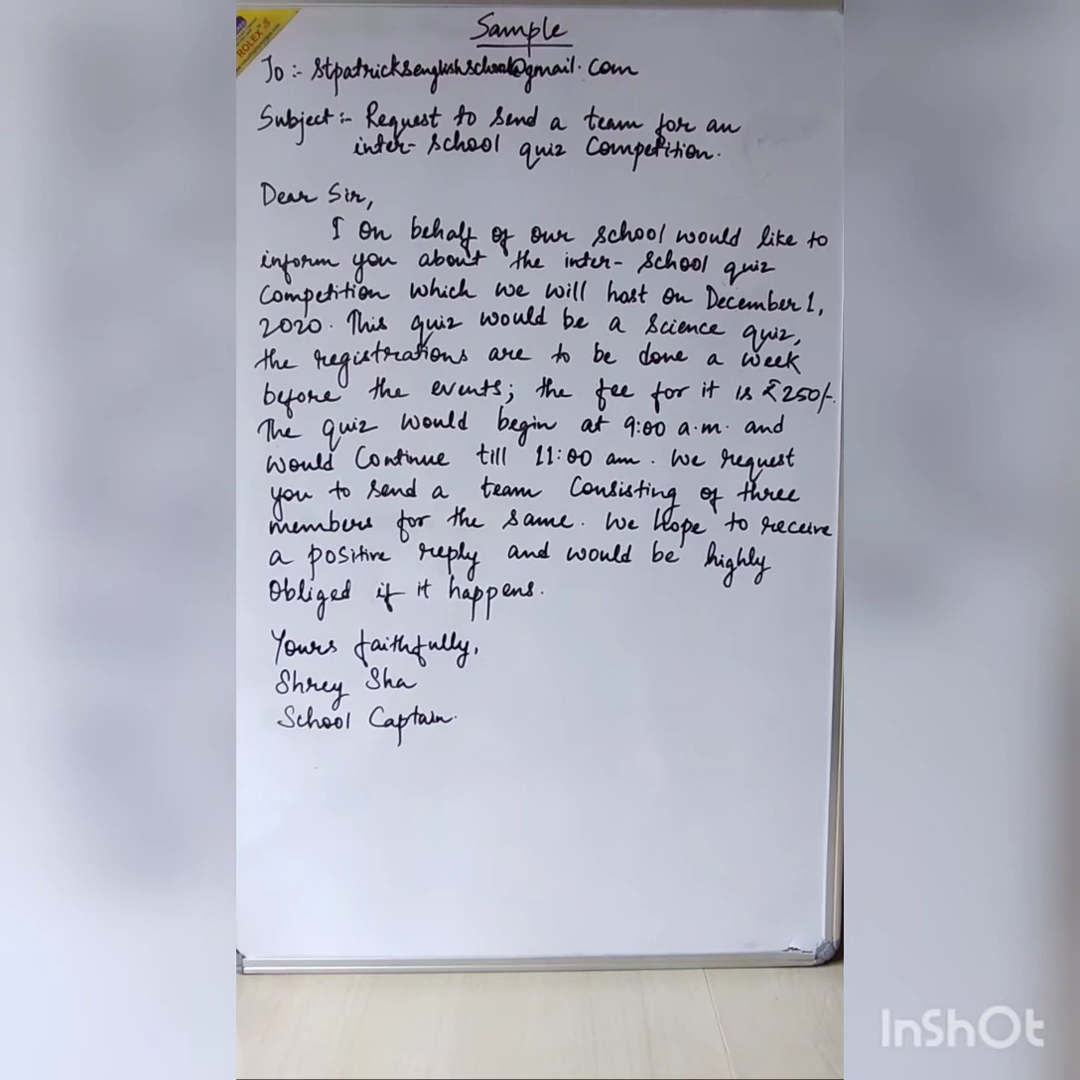 ROLEX
Sample
To :- stpatricksenglishschool@gmail.com
Subject :- Request to send a team for an
inter-school quiz competition.
Dear Sir,
I on behalf of our school would like to
inform you about the inter-school quiz
competition which we will host on December 1,
2020. This quiz would be a science quiz,
the registrations are to be done a week
before the events; the fee for it is ₹250/-.
The quiz would begin at 9:00 a.m. and
would continue till 11:00 am. We request
you to send a team consisting of three
members for the same. We hope to receive
a positive reply and would be highly
obliged if it happens.
Yours faithfully,
Shrey Sha
School Captain.
InShOt